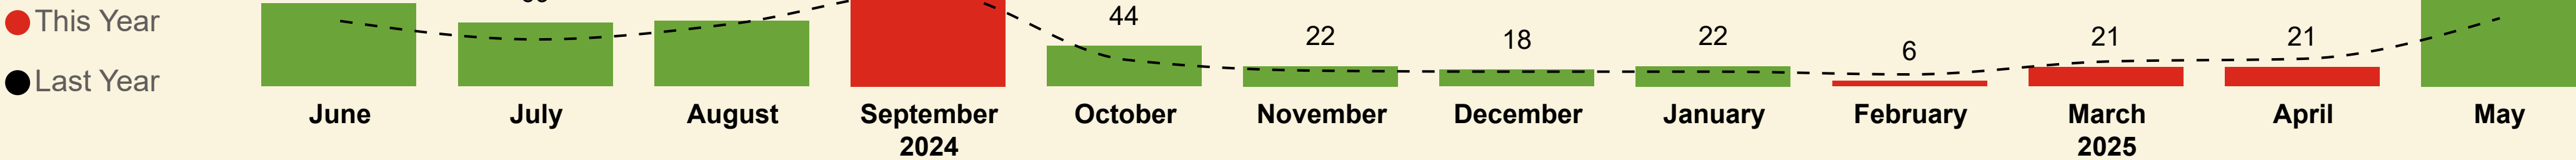 This Year
Last Year
44
22
18
22
6
21
21
June July August September October November December January February March April May
2024 2025